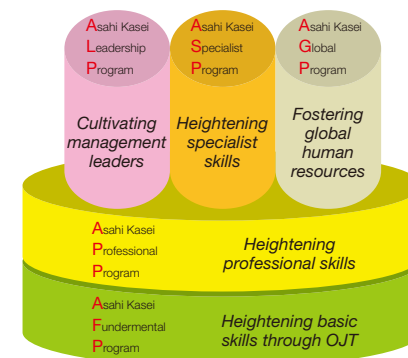 Asahi Kasei
Leadership
Program
Cultivating
management
leaders
Asahi Kasei
Specialist
Program
Heightening
specialist
skills
Asahi Kasei
Global
Program
Fostering
global
human
resources
Asahi Kasei
Professional
Program
Heightening
professional skills
Asahi Kasei
Fundermental
Program
Heightening basic
skills through OJT